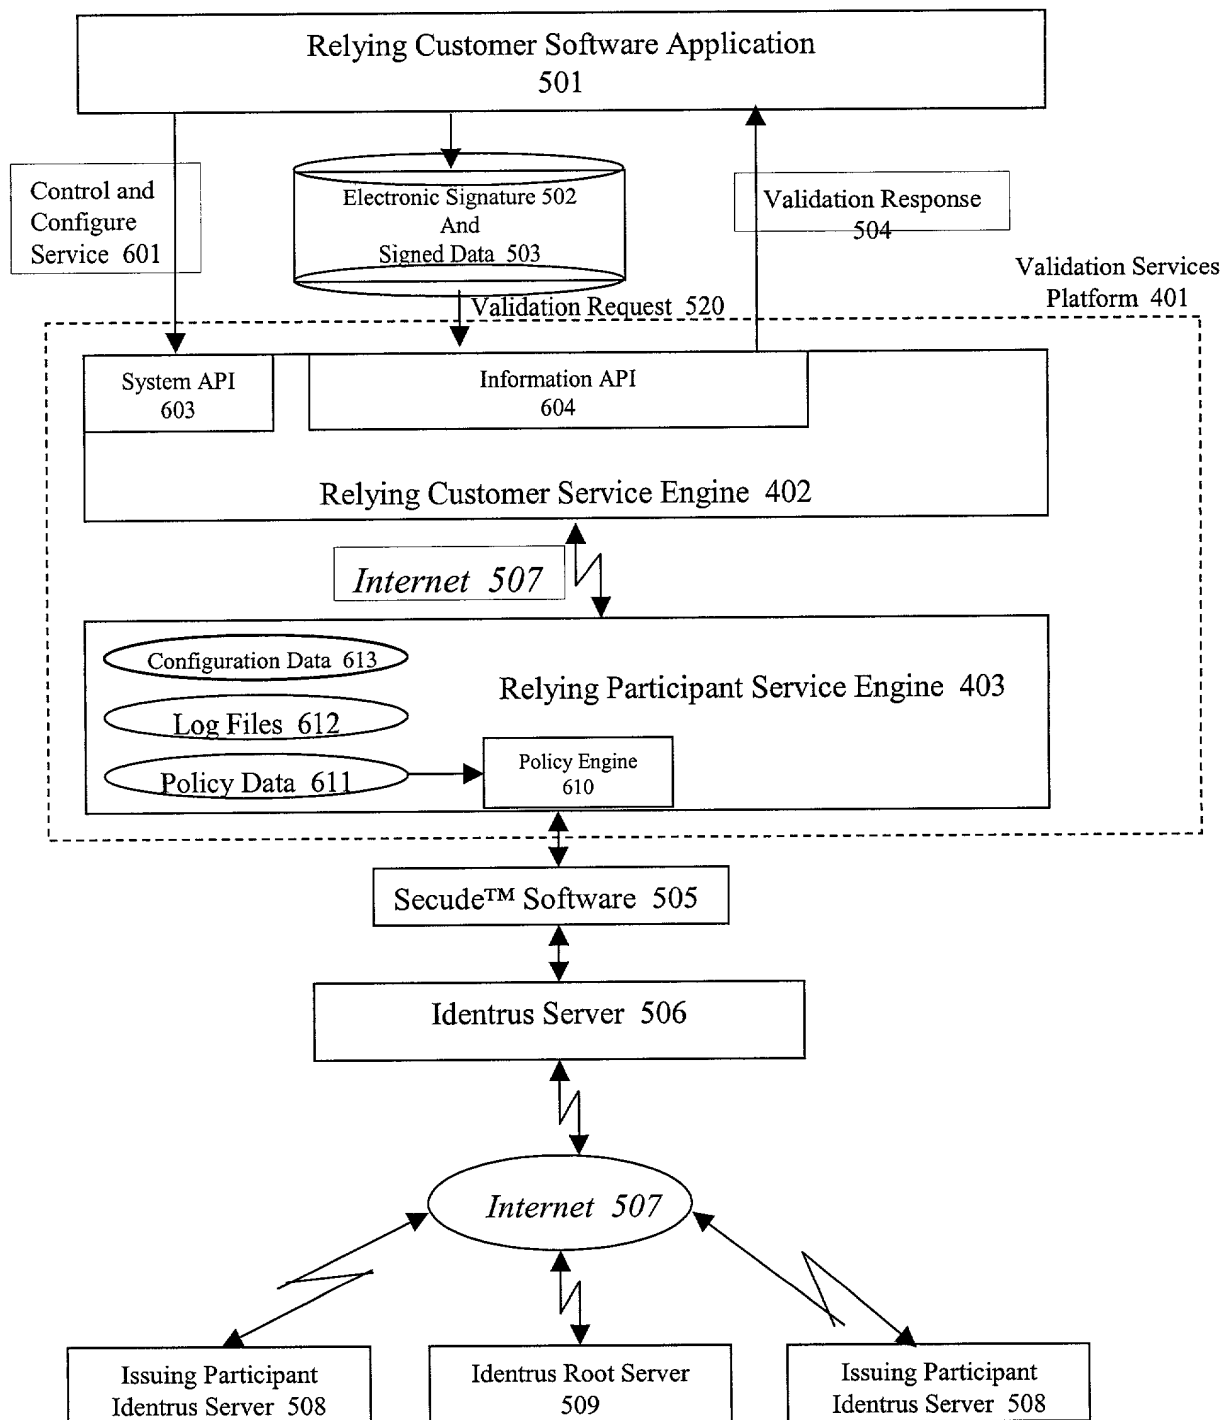 Relying Customer Software Application
501
Control and
Configure
Service 601
Electronic Signature 502
And
Signed Data 503
Validation Response
504
Validation Services
Platform 401
Validation Request 520
System API
603
Information API
604
Relying Customer Service Engine 402
Internet 507
Configuration Data 613
Relying Participant Service Engine 403
Log Files 612
Policy Data 611
Policy Engine
610
Secude™ Software 505
Identrus Server 506
Internet 507
Issuing Participant
Identrus Server 508
Identrus Root Server
509
Issuing Participant
Identrus Server 508